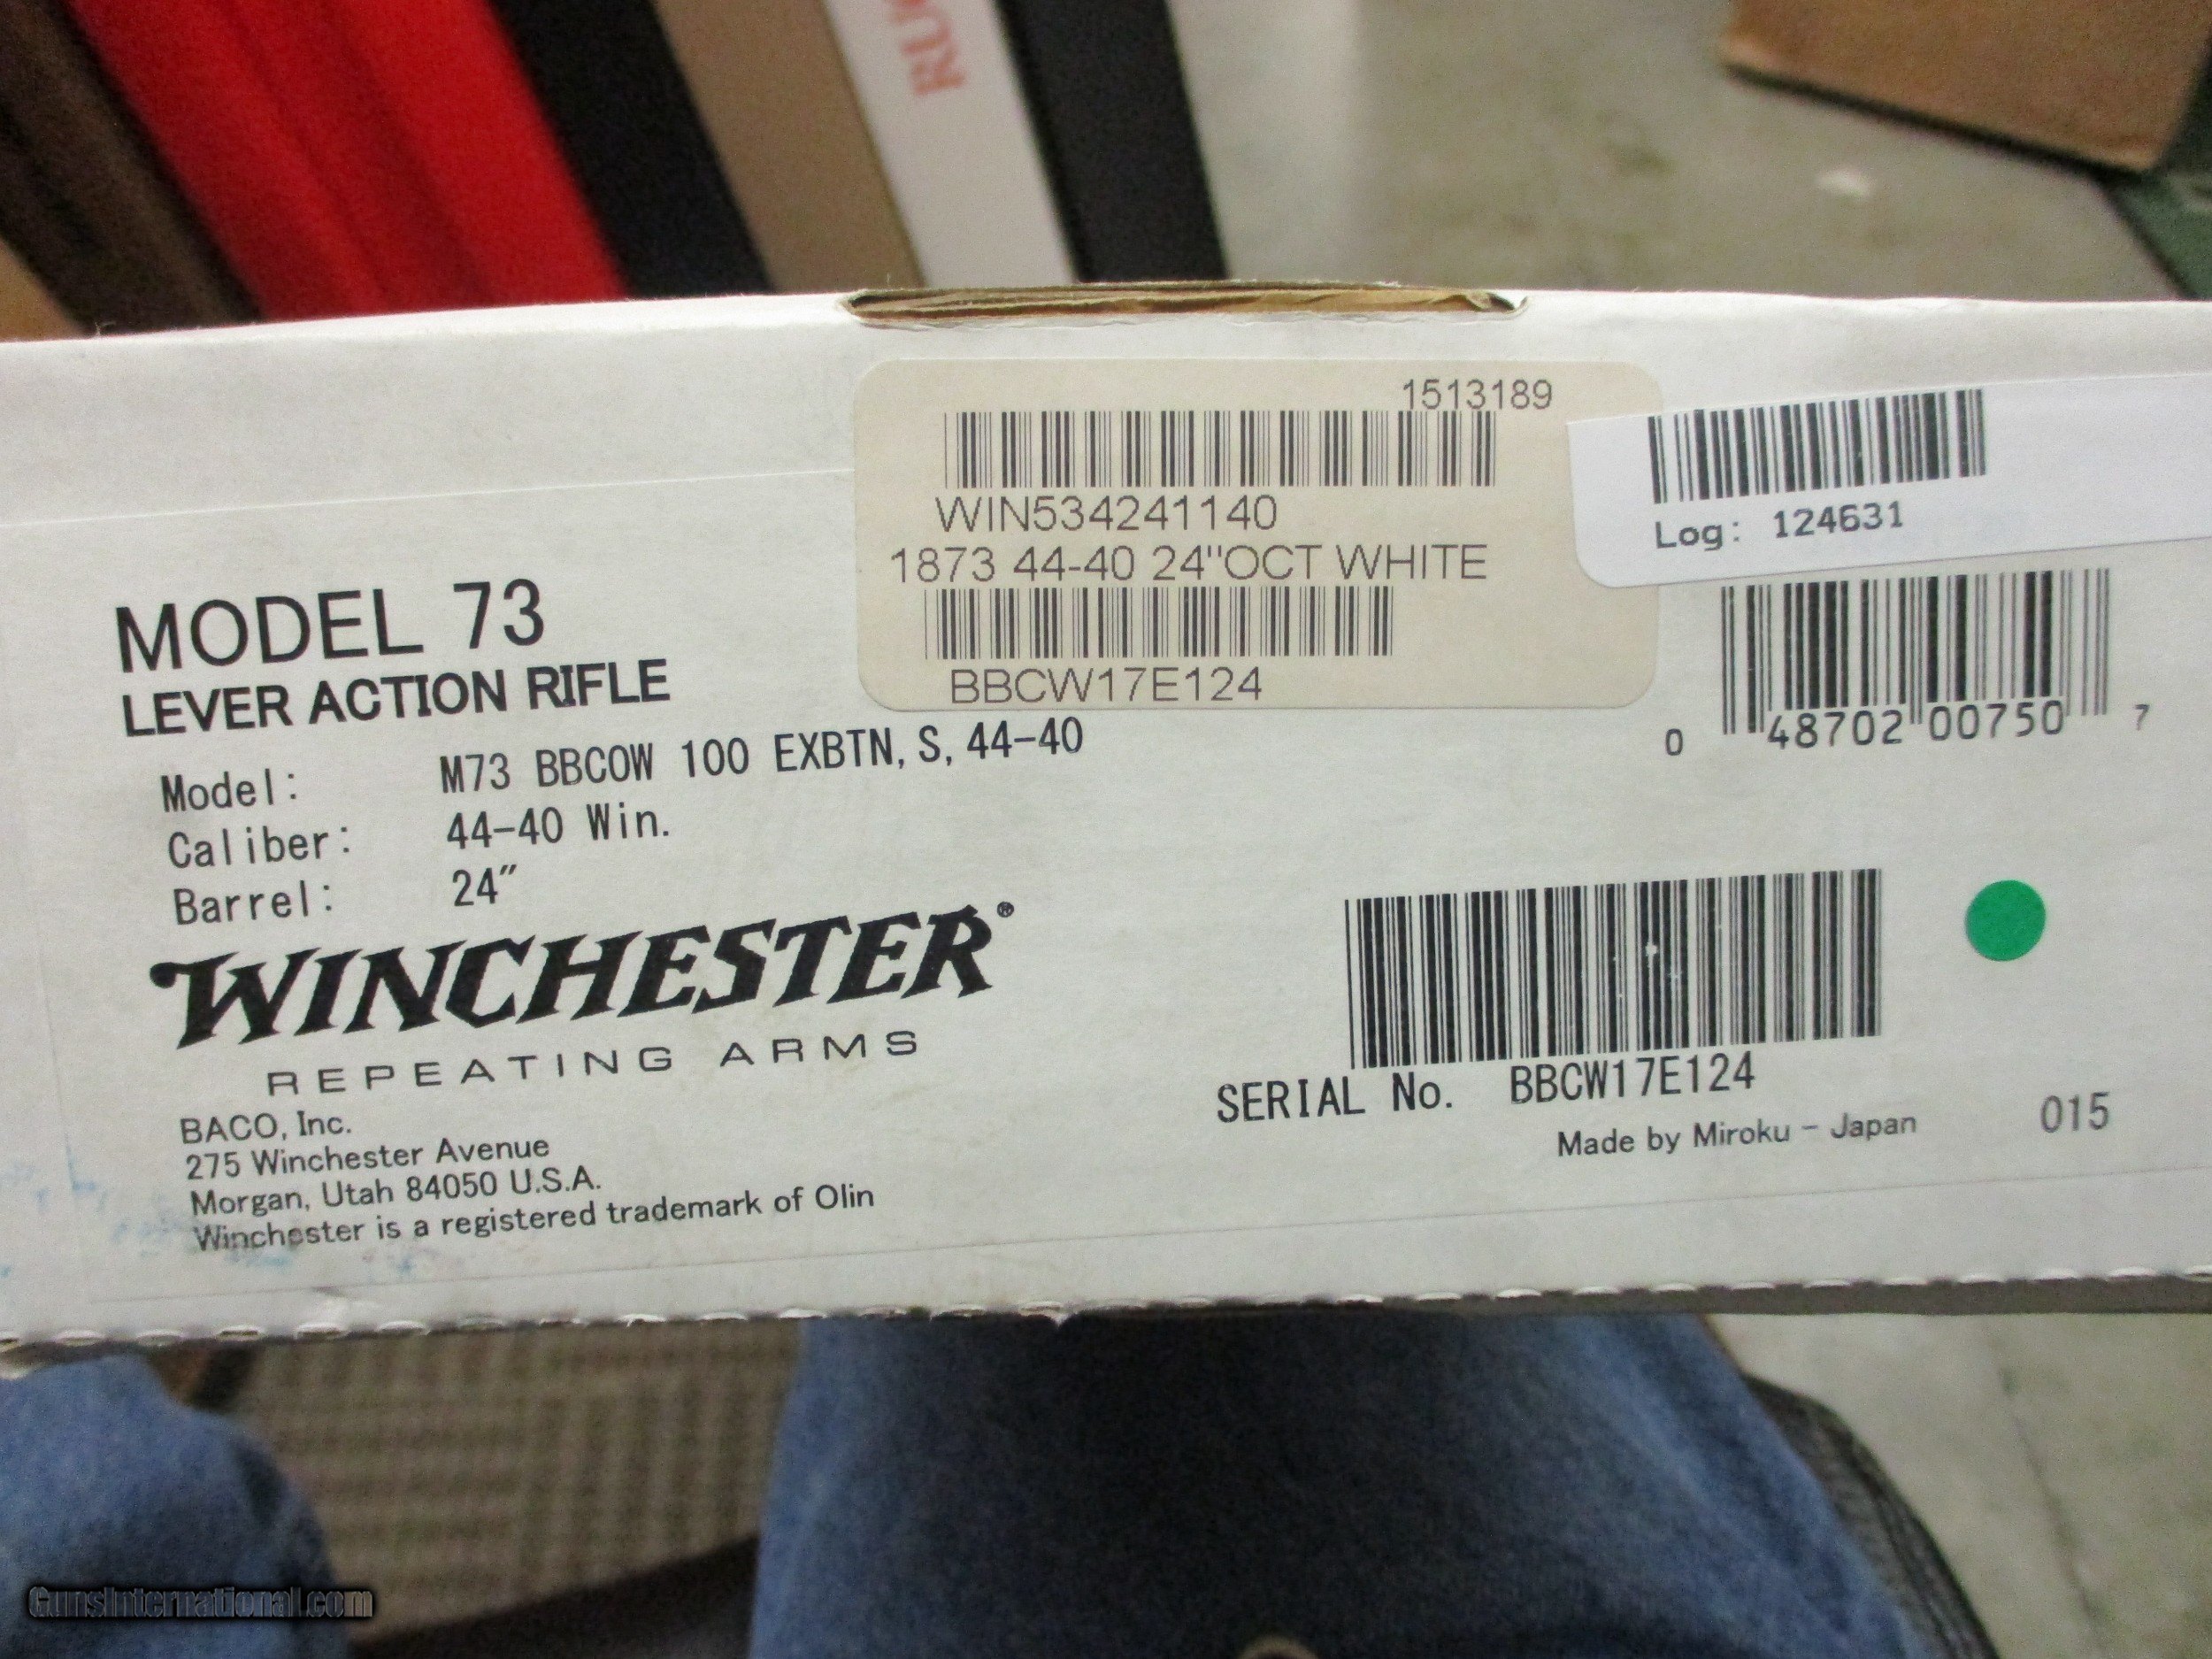 RUG
1513189
WIN534241140
1873 44-40 24"OCT WHITE
BBCW17E124
Log: 124631
0 48702 00750 7
MODEL 73
LEVER ACTION RIFLE
Model: M73 BBCOW 100 EXBTN, S, 44-40
Caliber: 44-40 Win.
Barrel: 24"
WINCHESTER®
REPEATING ARMS
BACO, Inc.
275 Winchester Avenue
Morgan, Utah 84050 U.S.A.
Winchester is a registered trademark of Olin
SERIAL No. BBCW17E124
Made by Miroku - Japan
015
GunsInternational.com